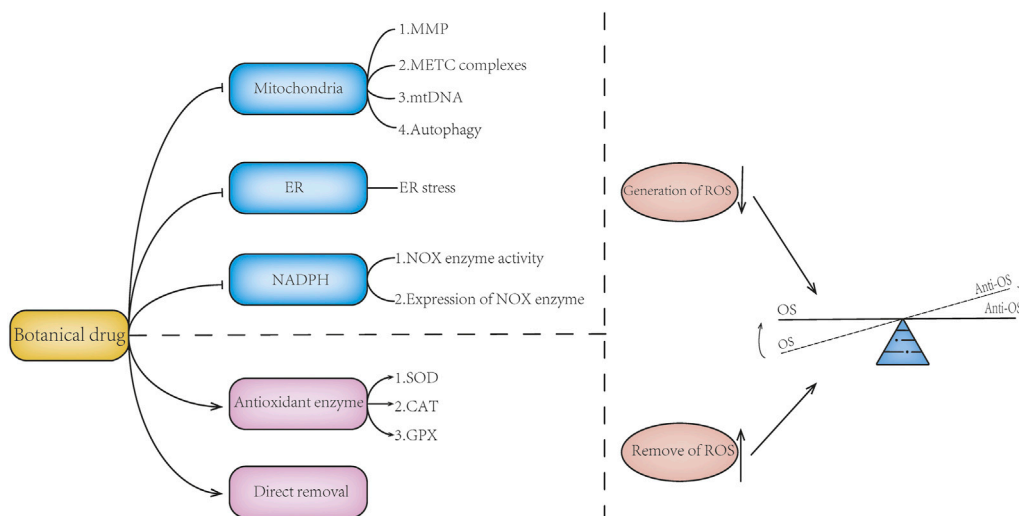 1.MMP
2.METC complexes
Mitochondria
3.mtDNA
4.Autophagy
ER
ER stress
Generation of ROS
1.NOX enzyme activity
NADPH
2.Expression of NOX enzyme
Botanical drug
OS
Anti-OS
Anti-OS
OS
1.SOD
Antioxidant enzyme
2.CAT
3.GPX
Remove of ROS
Direct removal